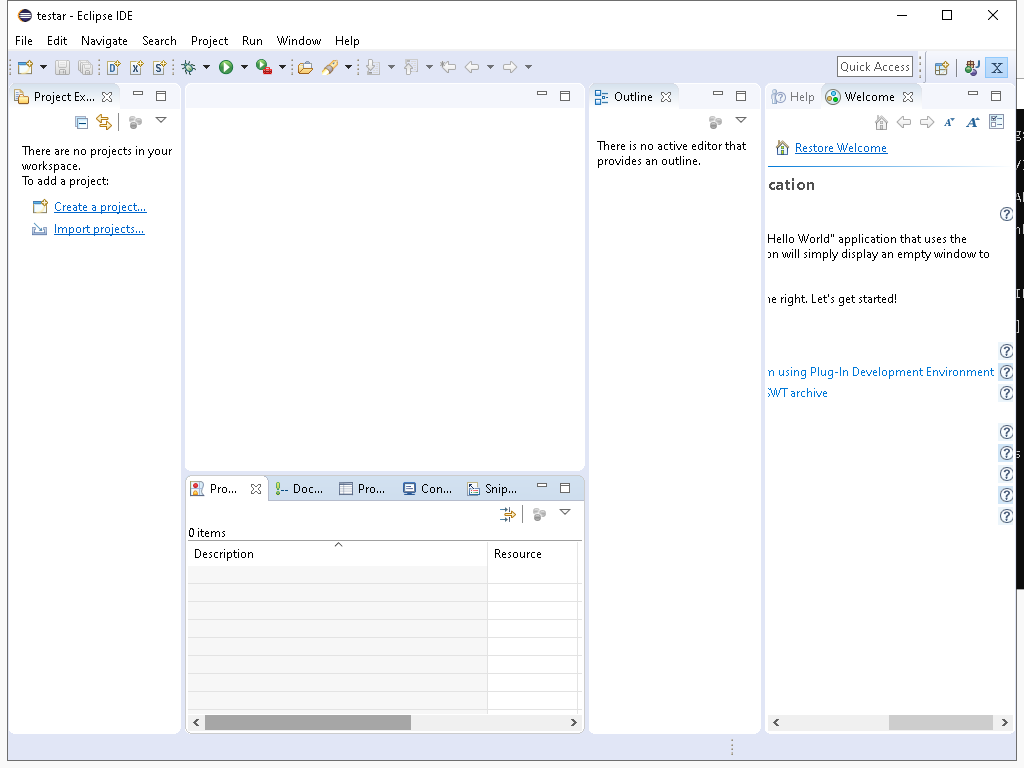 testar - Eclipse IDE
File Edit Navigate Search Project Run Window Help
Quick Access
Project Ex...
Outline
Help
Welcome
There are no projects in your
workspace.
To add a project:
Create a project...
Import projects...
There is no active editor that
provides an outline.
Restore Welcome
cation
"Hello World" application that uses the
on will simply display an empty window to
he right. Let's get started!
n using Plug-In Development Environment
SWT archive
Pro...
Doc...
Pro...
Con...
Snip...
0 items
Description
Resource